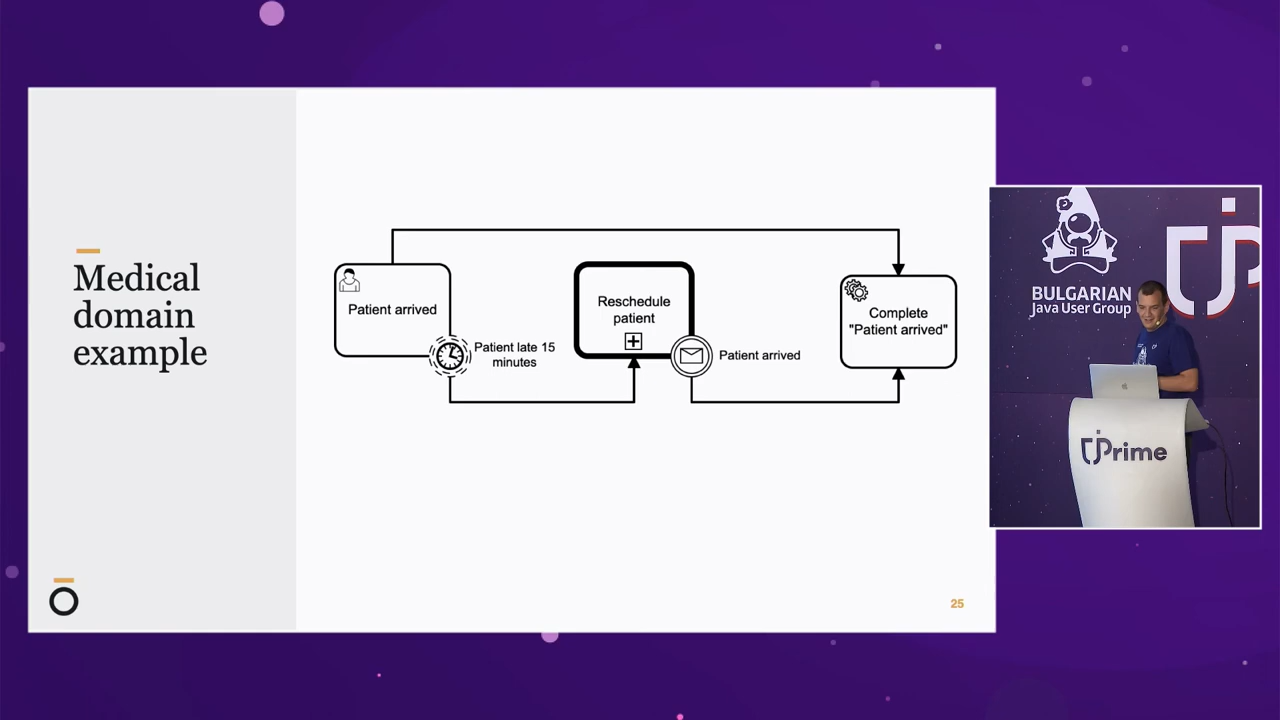 Medical
domain
example
Patient arrived
Patient late 15
minutes
Reschedule
patient
Patient arrived
Complete
"Patient arrived"
25
BULGARIAN
Java User Group
jPrime